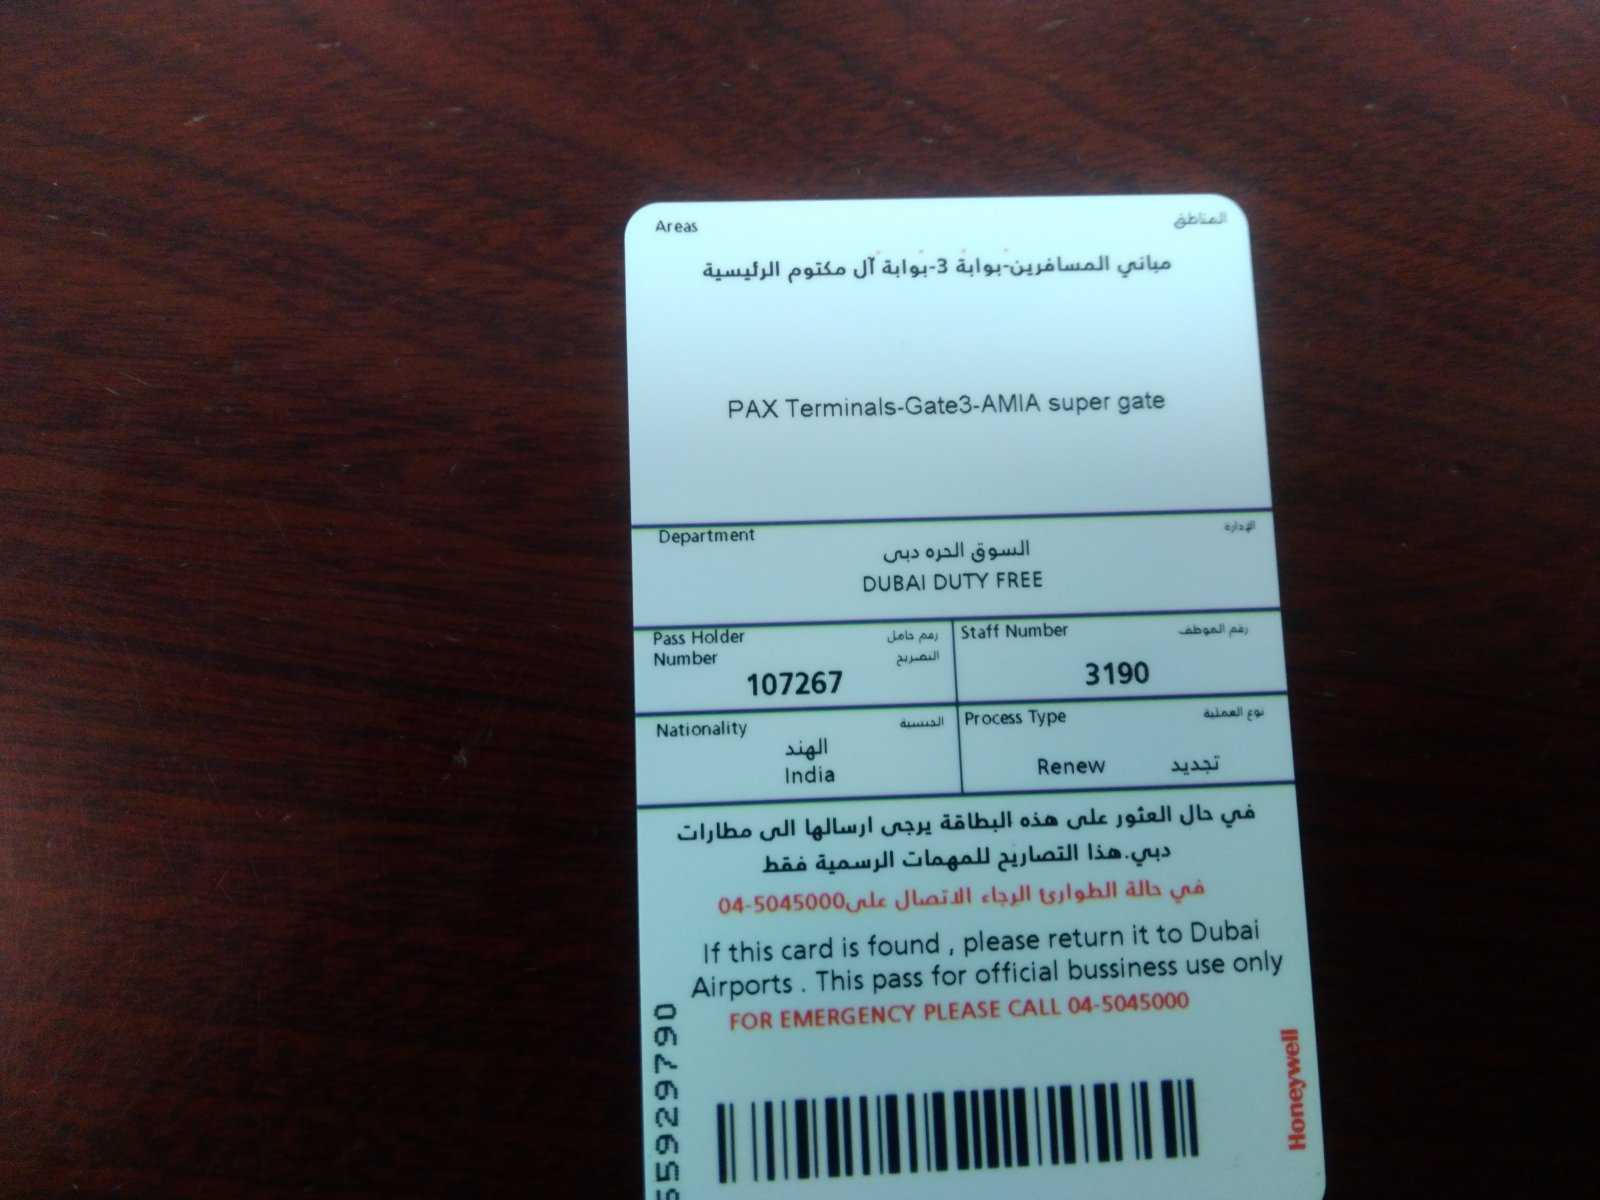 Areas المناطق
مباني المسافرين-بوابة 3-بوابة آل مكتوم الرئيسية
PAX Terminals-Gate3-AMIA super gate
Department الإدارة
السوق الحره دبى
DUBAI DUTY FREE
Pass Holder رقم حامل
Number التصريح
107267
Staff Number رقم الموظف
3190
Nationality الجنسية
الهند
India
Process Type نوع العملية
Renew تجديد
في حال العثور على هذه البطاقة يرجى ارسالها الى مطارات
دبي.هذا التصاريح للمهمات الرسمية فقط
في حالة الطوارئ الرجاء الاتصال على04-5045000
If this card is found , please return it to Dubai
Airports . This pass for official bussiness use only
FOR EMERGENCY PLEASE CALL 04-5045000
Honeywell